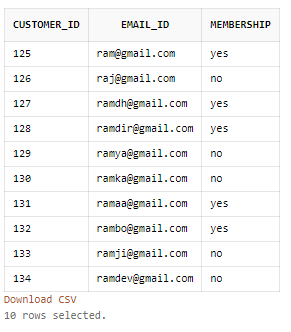 CUSTOMER_ID EMAIL_ID MEMBERSHIP
125 ram@gmail.com yes
126 raj@gmail.com no
127 ramdh@gmail.com yes
128 ramdir@gmail.com yes
129 ramya@gmail.com no
130 ramka@gmail.com no
131 ramaa@gmail.com yes
132 rambo@gmail.com yes
133 ramji@gmail.com no
134 ramdev@gmail.com no
Download CSV
10 rows selected.